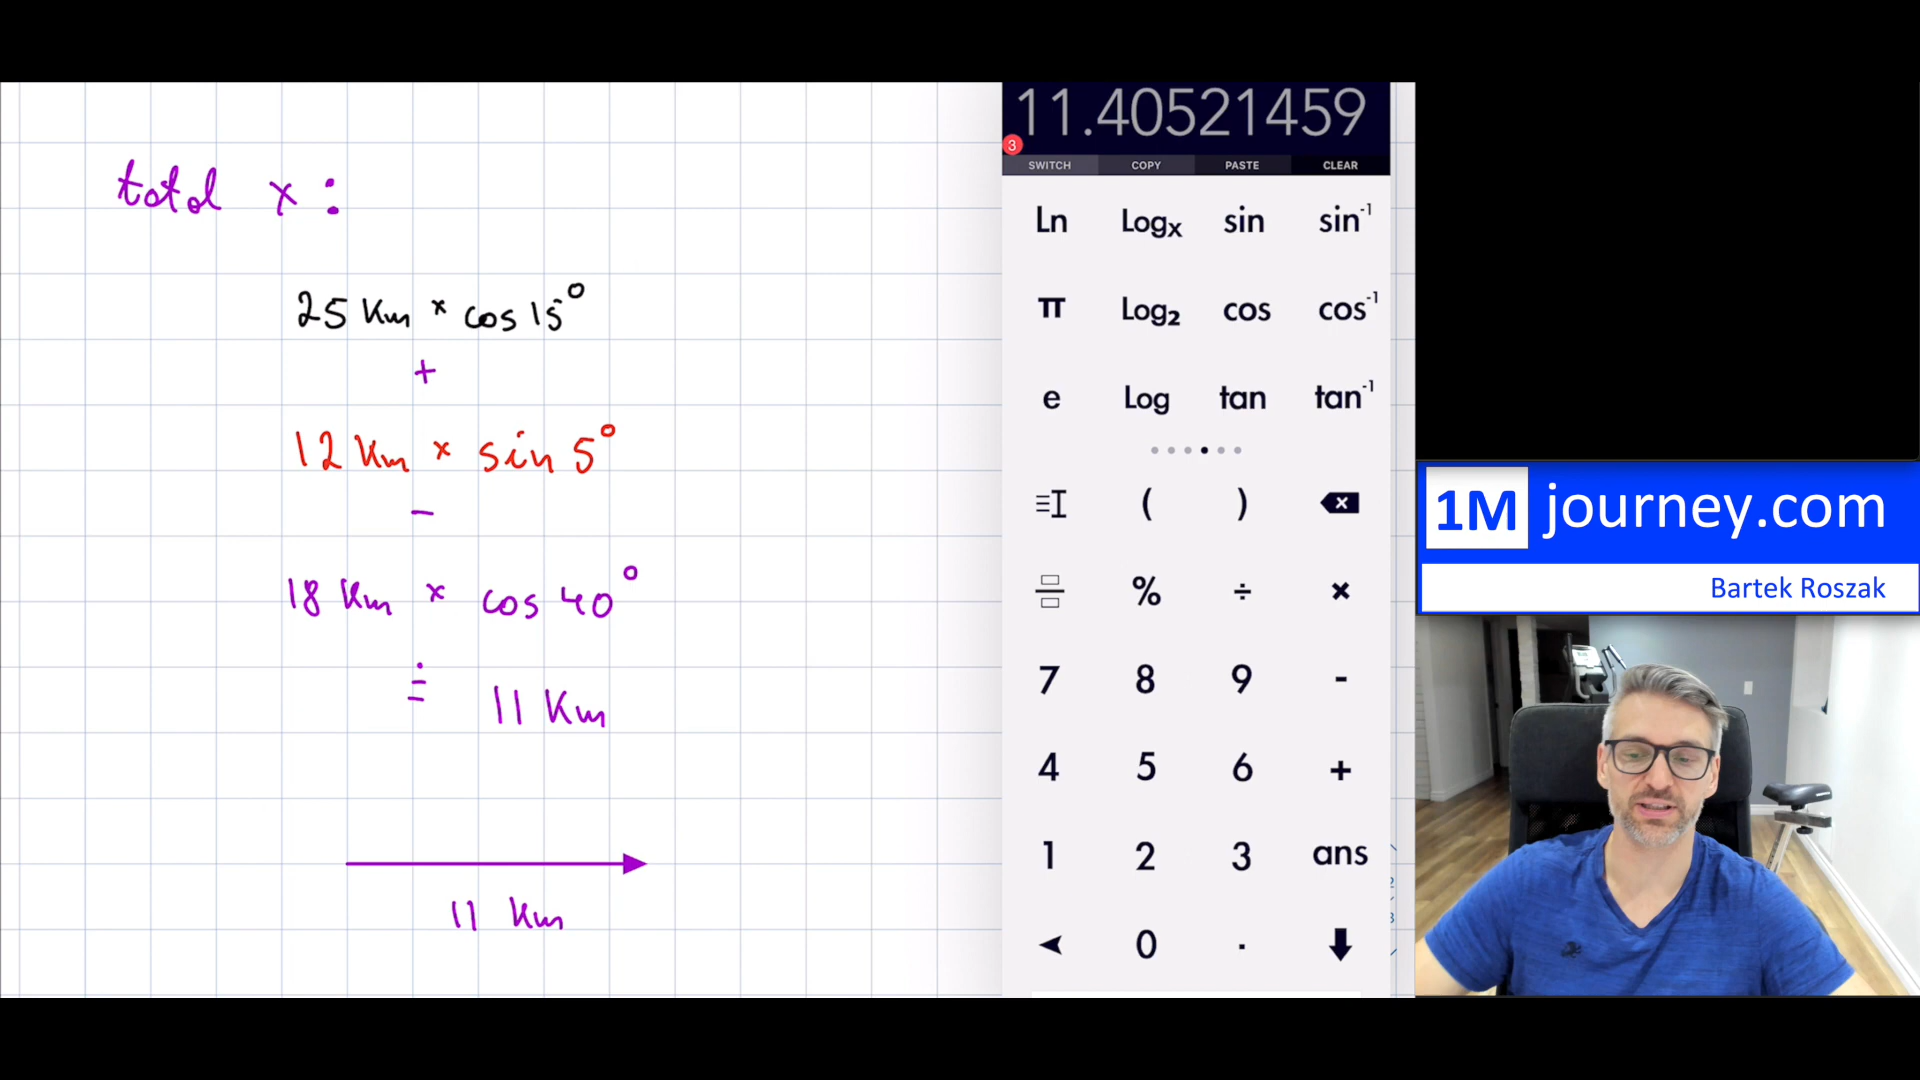 total x :
25 Km × cos 15°
+
12 Km × sin 5°
-
18 Km × cos 40°
≐ 11 Km
11 Km
11.40521459
3
SWITCH COPY PASTE CLEAR
Ln Logx sin sin⁻¹
π Log₂ cos cos⁻¹
e Log tan tan⁻¹
( )
% ÷ ×
7 8 9 -
4 5 6 +
1 2 3 ans
0 .
1M journey.com
Bartek Roszak